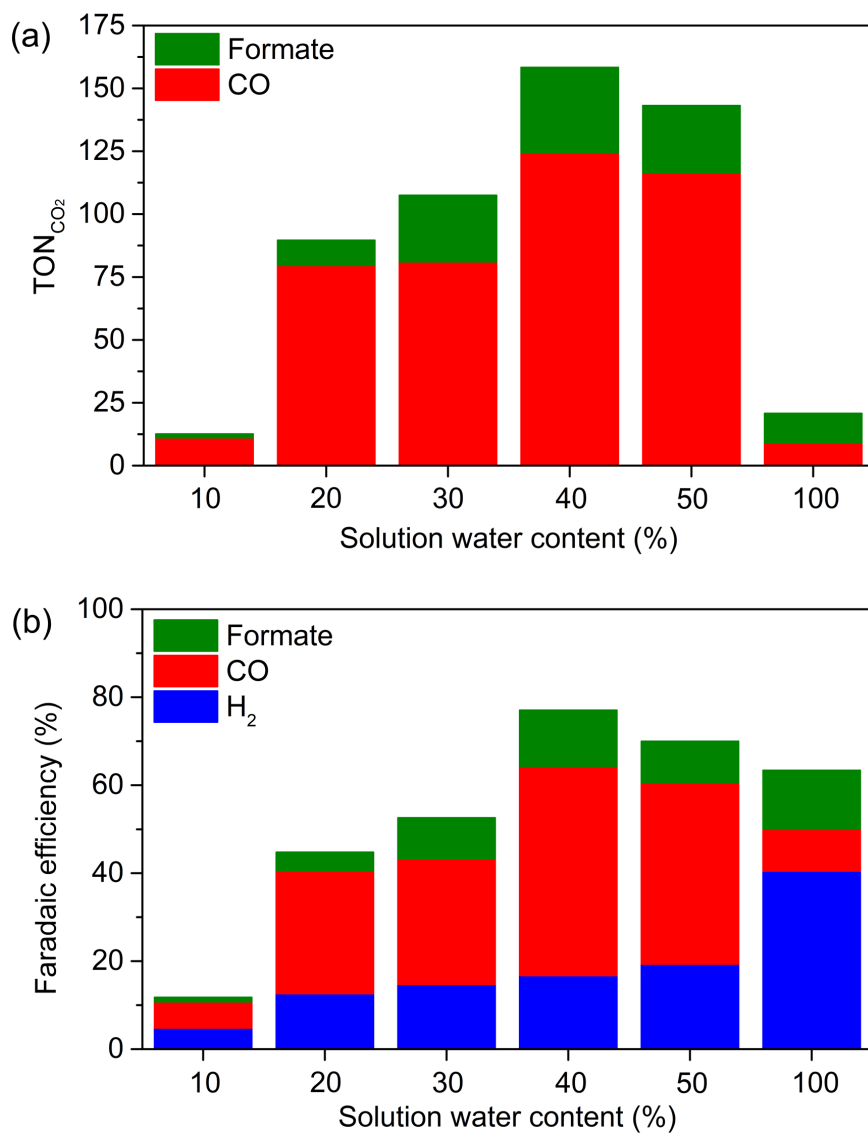 (a)
Formate
CO
175
150
125
100
75
50
25
0
TON_CO₂
10 20 30 40 50 100
Solution water content (%)
(b)
Formate
CO
H₂
100
80
60
40
20
0
Faradaic efficiency (%)
10 20 30 40 50 100
Solution water content (%)